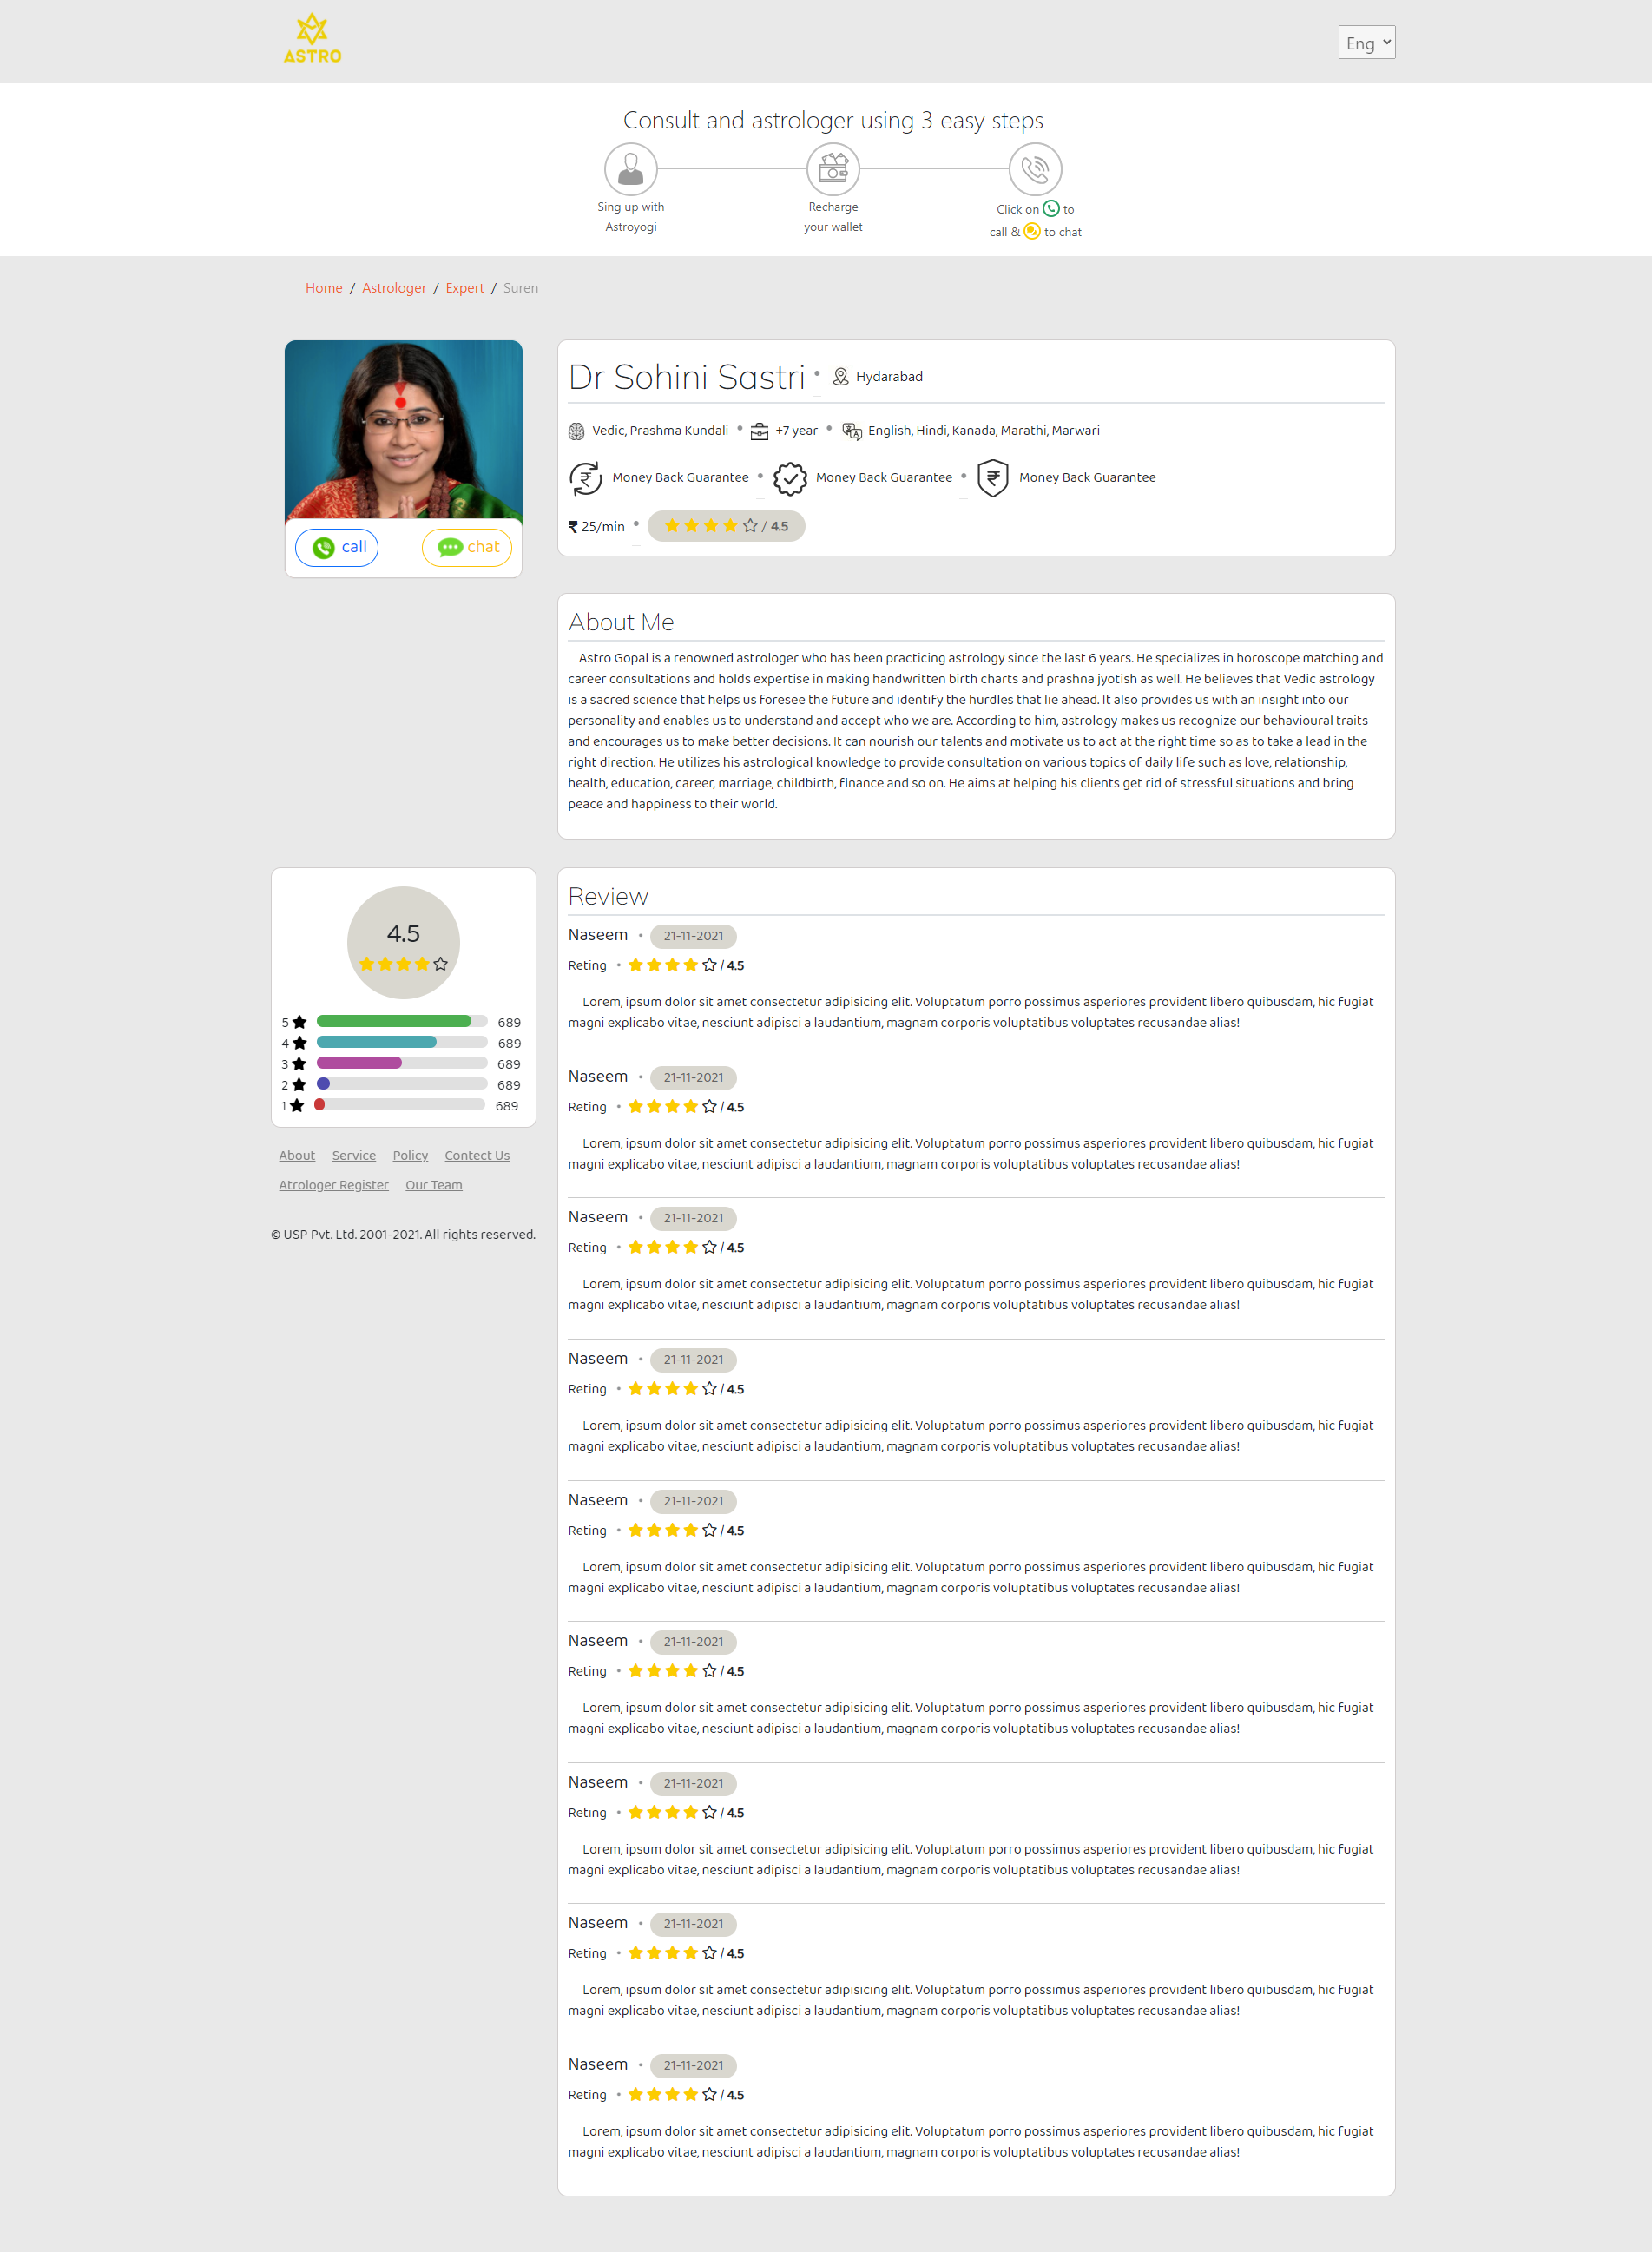 ASTRO
Eng
Consult and astrologer using 3 easy steps
Sing up with
Astroyogi
Recharge
your wallet
Click on to
call & to chat
Home / Astrologer / Expert / Suren
Dr Sohini Sastri • Hydarabad
Vedic, Prashma Kundali • +7 year • English, Hindi, Kanada, Marathi, Marwari
Money Back Guarantee • Money Back Guarantee • Money Back Guarantee
₹ 25/min • / 4.5
call
chat
About Me
Astro Gopal is a renowned astrologer who has been practicing astrology since the last 6 years. He specializes in horoscope matching and
career consultations and holds expertise in making handwritten birth charts and prashna jyotish as well. He believes that Vedic astrology
is a sacred science that helps us foresee the future and identify the hurdles that lie ahead. It also provides us with an insight into our
personality and enables us to understand and accept who we are. According to him, astrology makes us recognize our behavioural traits
and encourages us to make better decisions. It can nourish our talents and motivate us to act at the right time so as to take a lead in the
right direction. He utilizes his astrological knowledge to provide consultation on various topics of daily life such as love, relationship,
health, education, career, marriage, childbirth, finance and so on. He aims at helping his clients get rid of stressful situations and bring
peace and happiness to their world.
4.5
5 689
4 689
3 689
2 689
1 689
About Service Policy Contect Us
Atrologer Register Our Team
© USP Pvt. Ltd. 2001-2021. All rights reserved.
Review
Naseem • 21-11-2021
Reting • / 4.5
Lorem, ipsum dolor sit amet consectetur adipisicing elit. Voluptatum porro possimus asperiores provident libero quibusdam, hic fugiat
magni explicabo vitae, nesciunt adipisci a laudantium, magnam corporis voluptatibus voluptates recusandae alias!
Naseem • 21-11-2021
Reting • / 4.5
Lorem, ipsum dolor sit amet consectetur adipisicing elit. Voluptatum porro possimus asperiores provident libero quibusdam, hic fugiat
magni explicabo vitae, nesciunt adipisci a laudantium, magnam corporis voluptatibus voluptates recusandae alias!
Naseem • 21-11-2021
Reting • / 4.5
Lorem, ipsum dolor sit amet consectetur adipisicing elit. Voluptatum porro possimus asperiores provident libero quibusdam, hic fugiat
magni explicabo vitae, nesciunt adipisci a laudantium, magnam corporis voluptatibus voluptates recusandae alias!
Naseem • 21-11-2021
Reting • / 4.5
Lorem, ipsum dolor sit amet consectetur adipisicing elit. Voluptatum porro possimus asperiores provident libero quibusdam, hic fugiat
magni explicabo vitae, nesciunt adipisci a laudantium, magnam corporis voluptatibus voluptates recusandae alias!
Naseem • 21-11-2021
Reting • / 4.5
Lorem, ipsum dolor sit amet consectetur adipisicing elit. Voluptatum porro possimus asperiores provident libero quibusdam, hic fugiat
magni explicabo vitae, nesciunt adipisci a laudantium, magnam corporis voluptatibus voluptates recusandae alias!
Naseem • 21-11-2021
Reting • / 4.5
Lorem, ipsum dolor sit amet consectetur adipisicing elit. Voluptatum porro possimus asperiores provident libero quibusdam, hic fugiat
magni explicabo vitae, nesciunt adipisci a laudantium, magnam corporis voluptatibus voluptates recusandae alias!
Naseem • 21-11-2021
Reting • / 4.5
Lorem, ipsum dolor sit amet consectetur adipisicing elit. Voluptatum porro possimus asperiores provident libero quibusdam, hic fugiat
magni explicabo vitae, nesciunt adipisci a laudantium, magnam corporis voluptatibus voluptates recusandae alias!
Naseem • 21-11-2021
Reting • / 4.5
Lorem, ipsum dolor sit amet consectetur adipisicing elit. Voluptatum porro possimus asperiores provident libero quibusdam, hic fugiat
magni explicabo vitae, nesciunt adipisci a laudantium, magnam corporis voluptatibus voluptates recusandae alias!
Naseem • 21-11-2021
Reting • / 4.5
Lorem, ipsum dolor sit amet consectetur adipisicing elit. Voluptatum porro possimus asperiores provident libero quibusdam, hic fugiat
magni explicabo vitae, nesciunt adipisci a laudantium, magnam corporis voluptatibus voluptates recusandae alias!